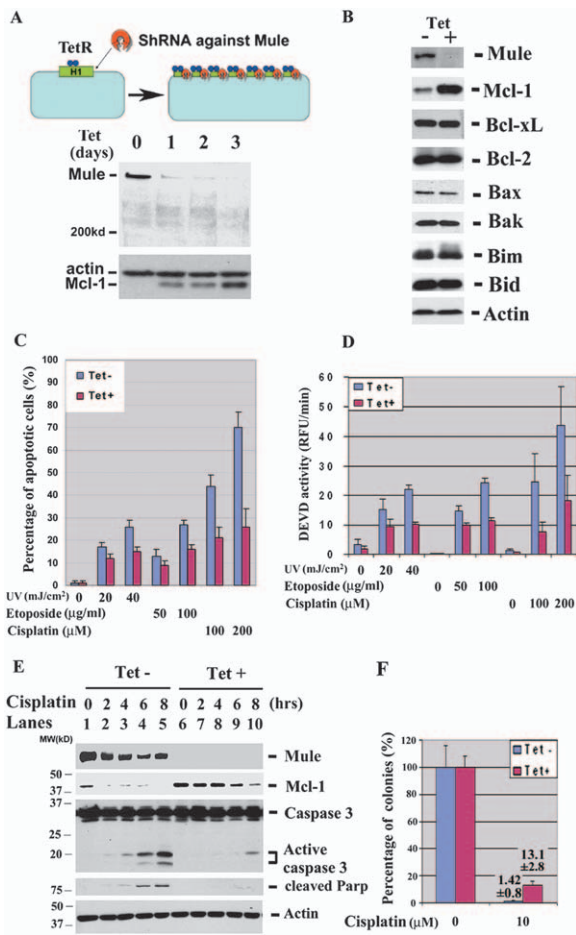 A
TetR
H1
ShRNA against Mule
Tet
(days)
0 1 2 3
Mule
200kd
actin
Mcl-1
B
Tet
- +
Mule
Mcl-1
Bcl-xL
Bcl-2
Bax
Bak
Bim
Bid
Actin
C
Percentage of apoptotic cells (%)
100
90
80
70
60
50
40
30
20
10
0
Tet-
Tet+
UV (mJ/cm²) 0 20 40
Etoposide (µg/ml) 50 100
Cisplatin (µM) 100 200
D
DEVD activity (RFU/min)
60
50
40
30
20
10
0
Tet-
Tet+
UV (mJ/cm²) 0 20 40
Etoposide (µg/ml) 0 50 100
Cisplatin (µM) 0 100 200
E
Tet - Tet +
Cisplatin 0 2 4 6 8 0 2 4 6 8 (hrs)
Lanes 1 2 3 4 5 6 7 8 9 10
MW(kD)
Mule
50
37
Mcl-1
37
Caspase 3
25
20
Active
caspase 3
15
75
cleaved Parp
50
37
Actin
F
Percentage of colonies (%)
120
100
80
60
40
20
0
Tet -
Tet+
1.42
±0.8
13.1
±2.8
Cisplatin 0 10
(µM)